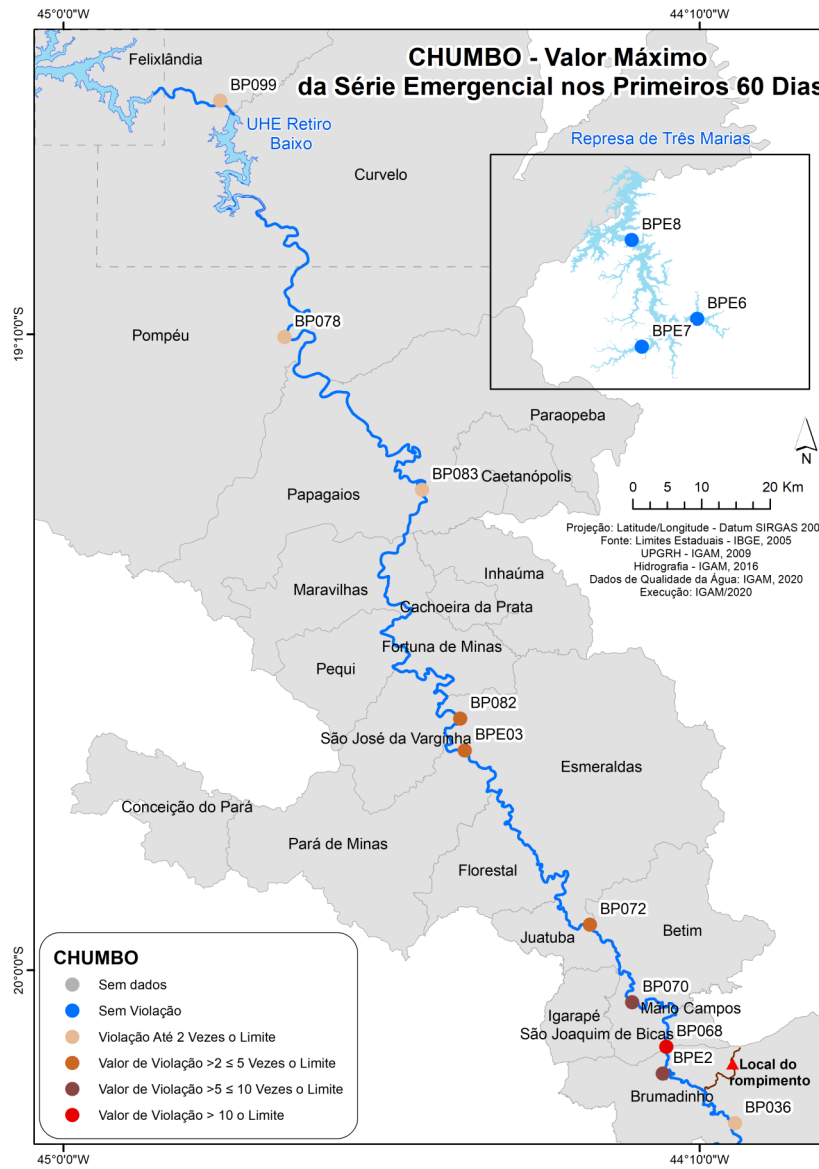 45°0'0"W
44°10'0"W
CHUMBO - Valor Máximo
da Série Emergencial nos Primeiros 60 Dias
Felixlândia
BP099
UHE Retiro
Baixo
Curvelo
Represa de Três Marias
BPE8
BPE6
BPE7
19°10'0"S
Pompéu
BP078
Paraopeba
N
BP083
Caetanópolis
Papagaios
0 5 10 20 Km
Projeção: Latitude/Longitude - Datum SIRGAS 200
Fonte: Limites Estaduais - IBGE, 2005
UPGRH - IGAM, 2009
Hidrografia - IGAM, 2016
Dados de Qualidade da Água: IGAM, 2020
Execução: IGAM/2020
Inhaúma
Maravilhas
Cachoeira da Prata
Fortuna de Minas
Pequi
BP082
São José da Varginha
BPE03
Esmeraldas
Conceição do Pará
Pará de Minas
Florestal
BP072
Juatuba
Betim
20°0'0"S
BP070
Igarapé
Mário Campos
São Joaquim de Bicas
BP068
BPE2
Local do
rompimento
Brumadinho
BP036
CHUMBO
Sem dados
Sem Violação
Violação Até 2 Vezes o Limite
Valor de Violação >2 ≤ 5 Vezes o Limite
Valor de Violação >5 ≤ 10 Vezes o Limite
Valor de Violação > 10 o Limite
45°0'0"W
44°10'0"W